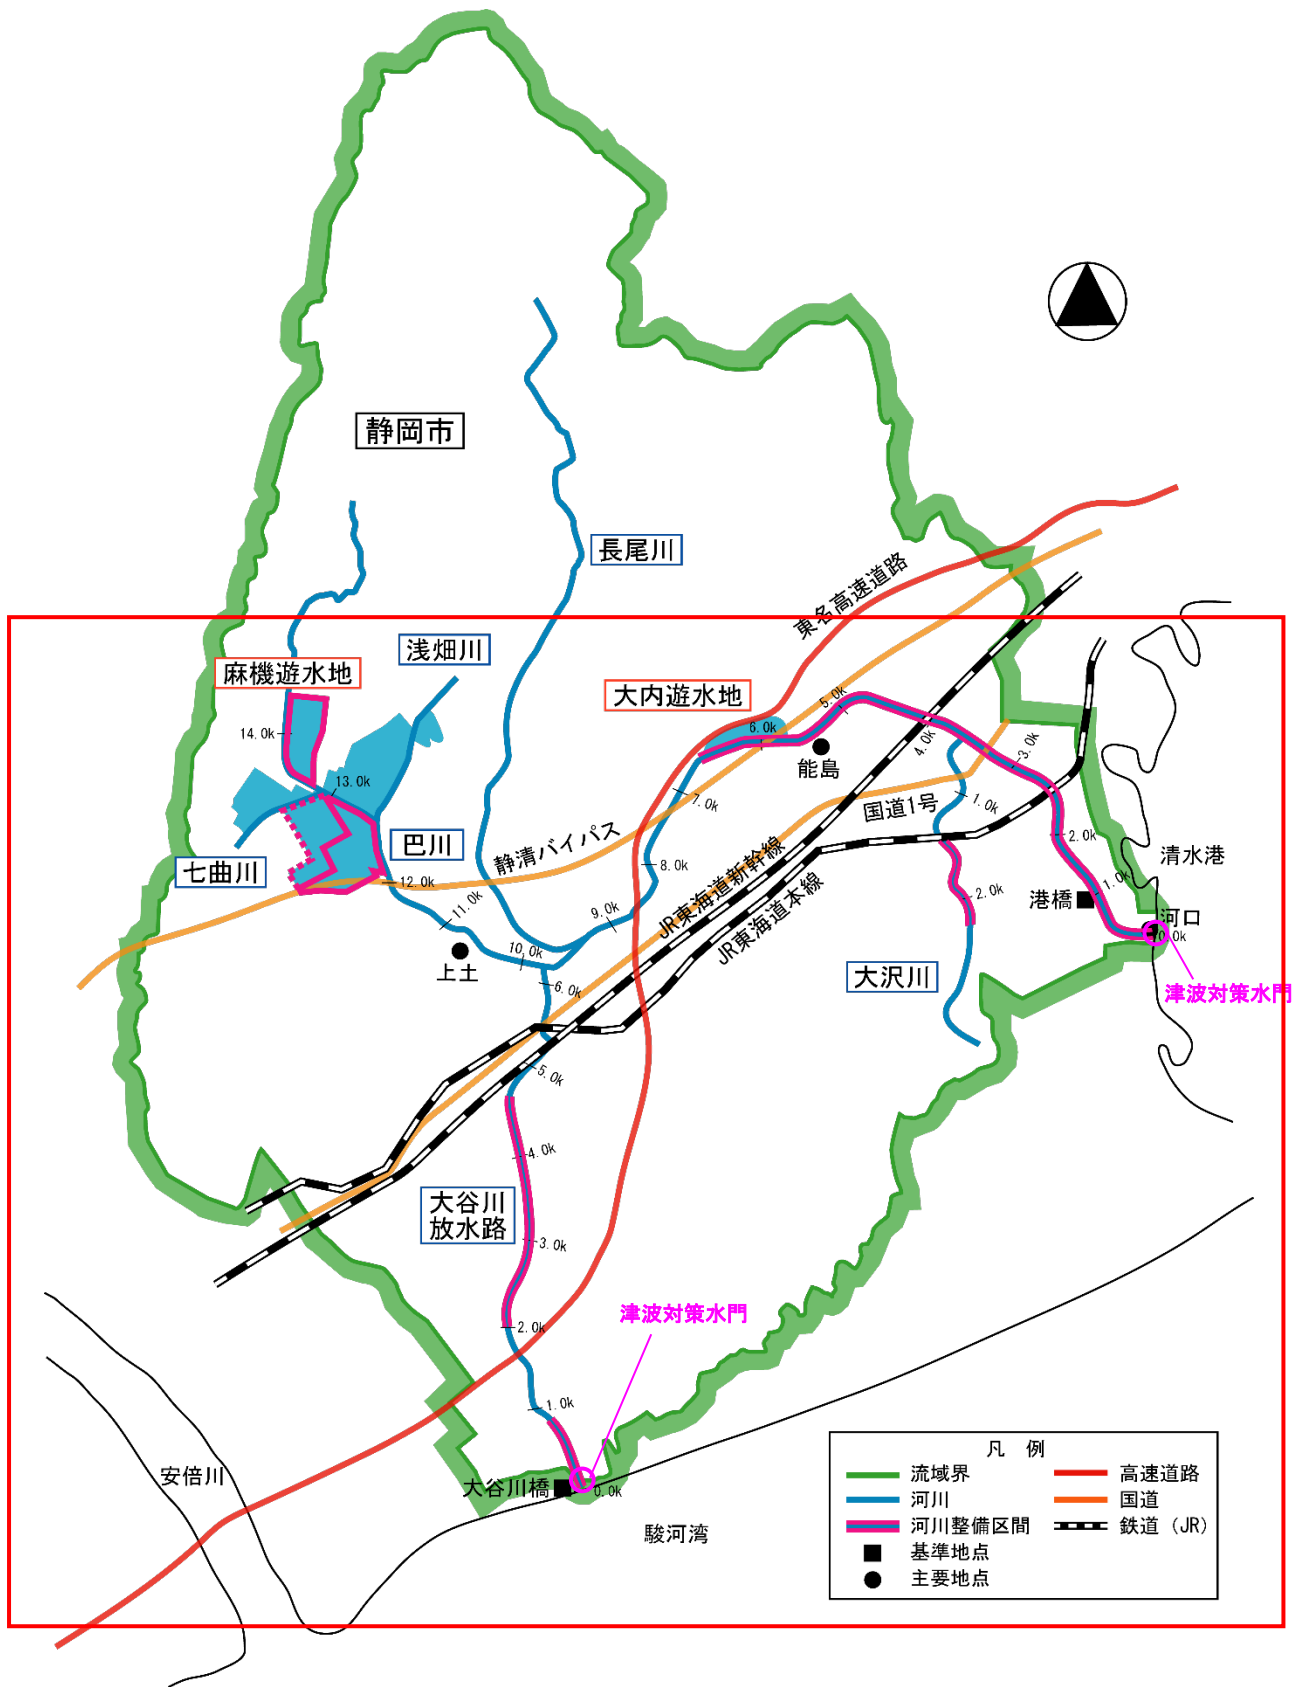 静岡市
長尾川
東名高速道路
浅畑川
麻機遊水地
大内遊水地
5.0k
6.0k
14.0k
4.0k
3.0k
能島
13.0k
7.0k
1.0k
国道1号
静清バイパス
巴川
2.0k
清水港
七曲川
8.0k
12.0k
JR東海道新幹線
2.0k
1.0k
港橋
11.0k
9.0k
河口
0.0k
JR東海道本線
10.0k
上土
6.0k
大沢川
津波対策水門
5.0k
4.0k
大谷川
放水路
3.0k
津波対策水門
2.0k
1.0k
安倍川
大谷川橋
0.0k
駿河湾
凡 例
流域界
高速道路
河川
国道
河川整備区間
鉄道（JR）
基準地点
主要地点